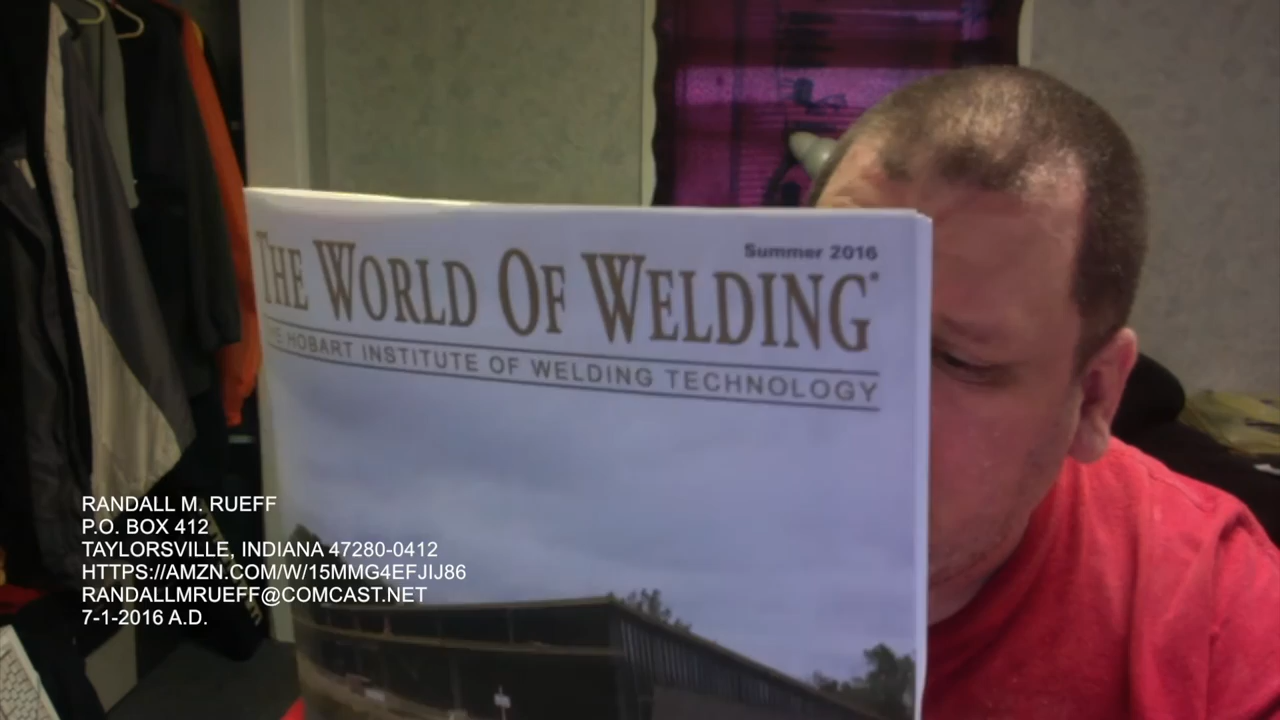 Summer 2016
THE WORLD OF WELDING®
THE HOBART INSTITUTE OF WELDING TECHNOLOGY
RANDALL M. RUEFF
P.O. BOX 412
TAYLORSVILLE, INDIANA 47280-0412
HTTPS://AMZN.COM/W/15MMG4EFJIJ86
RANDALLMRUEFF@COMCAST.NET
7-1-2016 A.D.